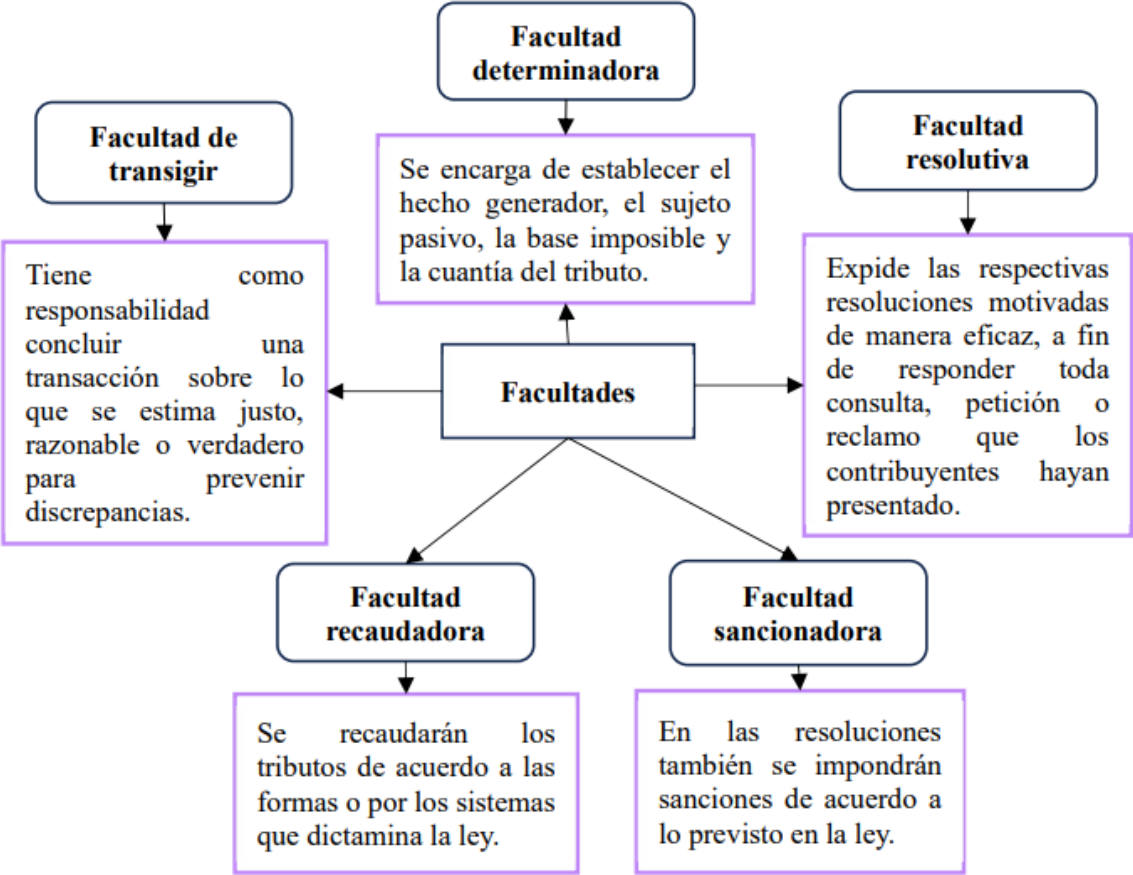 Facultad
determinadora
Se encarga de establecer el
hecho generador, el sujeto
pasivo, la base imposible y
la cuantía del tributo.
Facultad de
transigir
Tiene como
responsabilidad
concluir una
transacción sobre lo
que se estima justo,
razonable o verdadero
para prevenir
discrepancias.
Facultad
resolutiva
Expide las respectivas
resoluciones motivadas
de manera eficaz, a fin
de responder toda
consulta, petición o
reclamo que los
contribuyentes hayan
presentado.
Facultades
Facultad
recaudadora
Se recaudarán los
tributos de acuerdo a las
formas o por los sistemas
que dictamina la ley.
Facultad
sancionadora
En las resoluciones
también se impondrán
sanciones de acuerdo a
lo previsto en la ley.